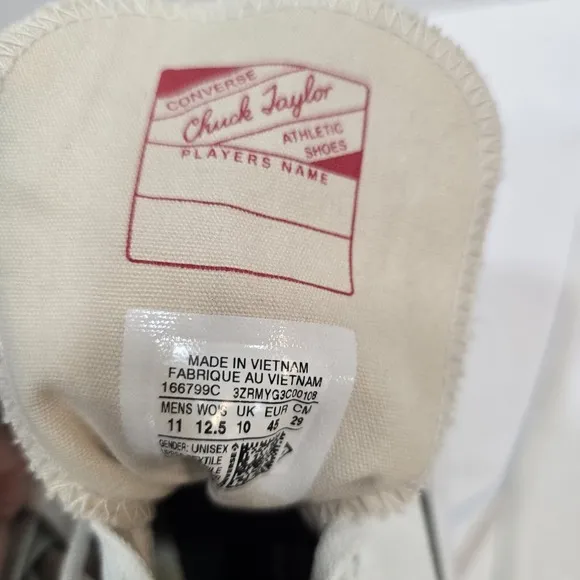 CONVERSE
Chuck Taylor
ATHLETIC
SHOES
PLAYERS NAME
MADE IN VIETNAM
FABRIQUE AU VIETNAM
166799C 3ZRMYG3C00108
MENS WO'S UK EUR CM
11 12.5 10 45 29
GENDER: UNISEX